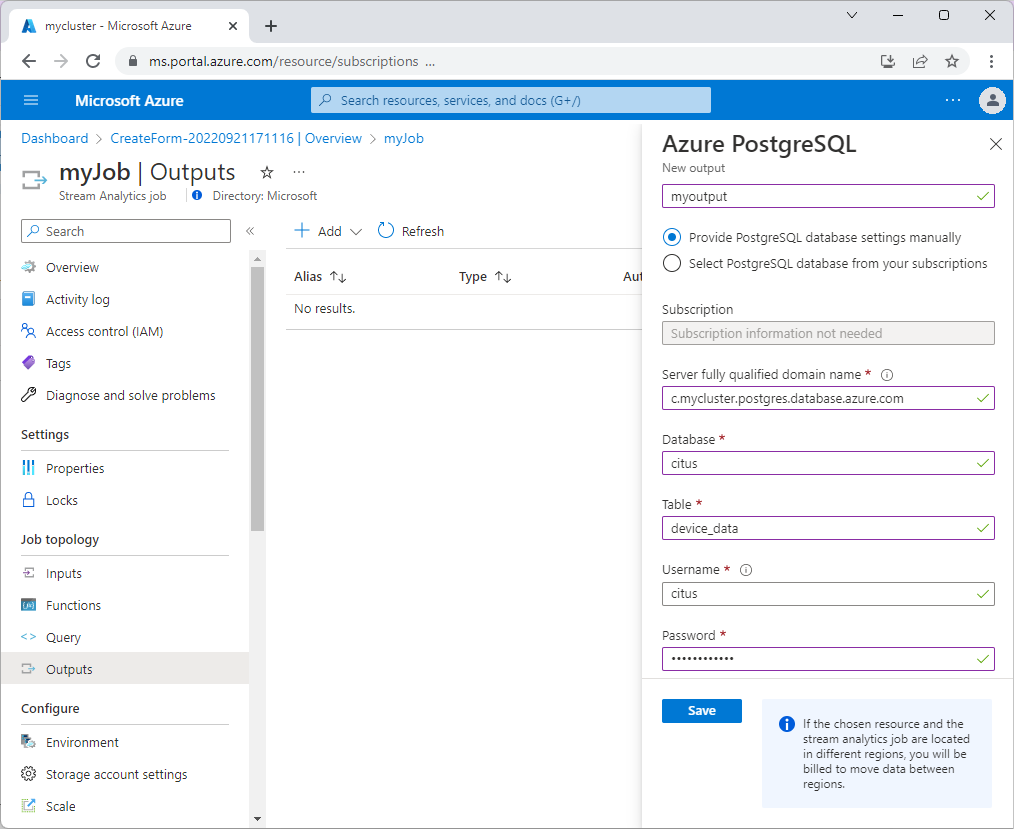 mycluster - Microsoft Azure
ms.portal.azure.com/resource/subscriptions ...
Microsoft Azure
Search resources, services, and docs (G+/)
Dashboard > CreateForm-20220921171116 | Overview > myJob
myJob | Outputs
Stream Analytics job
Directory: Microsoft
Search
Overview
Activity log
Access control (IAM)
Tags
Diagnose and solve problems
Settings
Properties
Locks
Job topology
Inputs
Functions
Query
Outputs
Configure
Environment
Storage account settings
Scale
Add
Refresh
Alias
Type
Aut
No results.
Azure PostgreSQL
New output
myoutput
Provide PostgreSQL database settings manually
Select PostgreSQL database from your subscriptions
Subscription
Subscription information not needed
Server fully qualified domain name *
c.mycluster.postgres.database.azure.com
Database *
citus
Table *
device_data
Username *
citus
Password *
••••••••••••
Save
If the chosen resource and the
stream analytics job are located
in different regions, you will be
billed to move data between
regions.